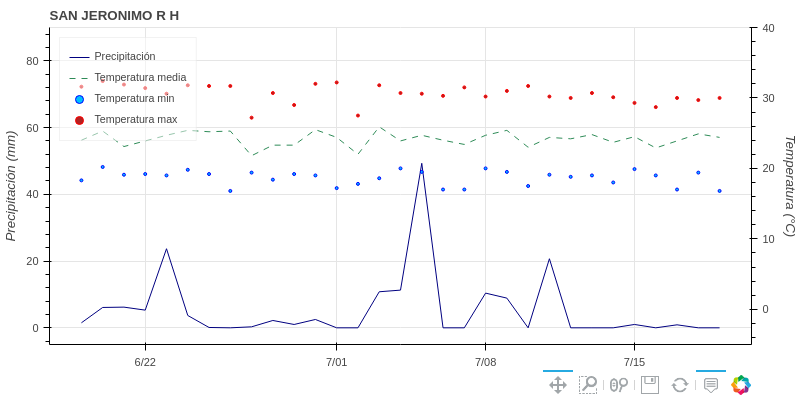 SAN JERONIMO R H
Precipitación
Temperatura media
Temperatura min
Temperatura max
Precipitación (mm)
80
60
40
20
0
Temperatura (°C)
40
30
20
10
0
6/22
7/01
7/08
7/15